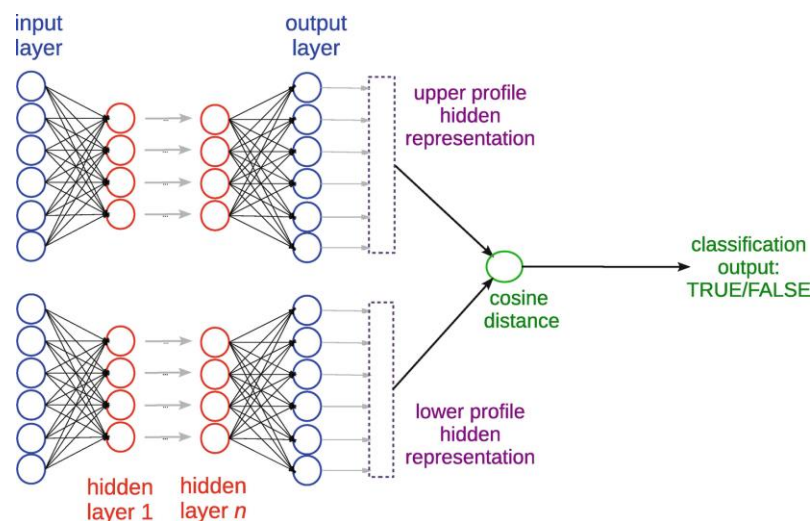 input
layer
output
layer
upper profile
hidden
representation
...
...
...
...
classification
output:
TRUE/FALSE
cosine
distance
...
...
...
...
lower profile
hidden
representation
hidden
layer 1
hidden
layer n